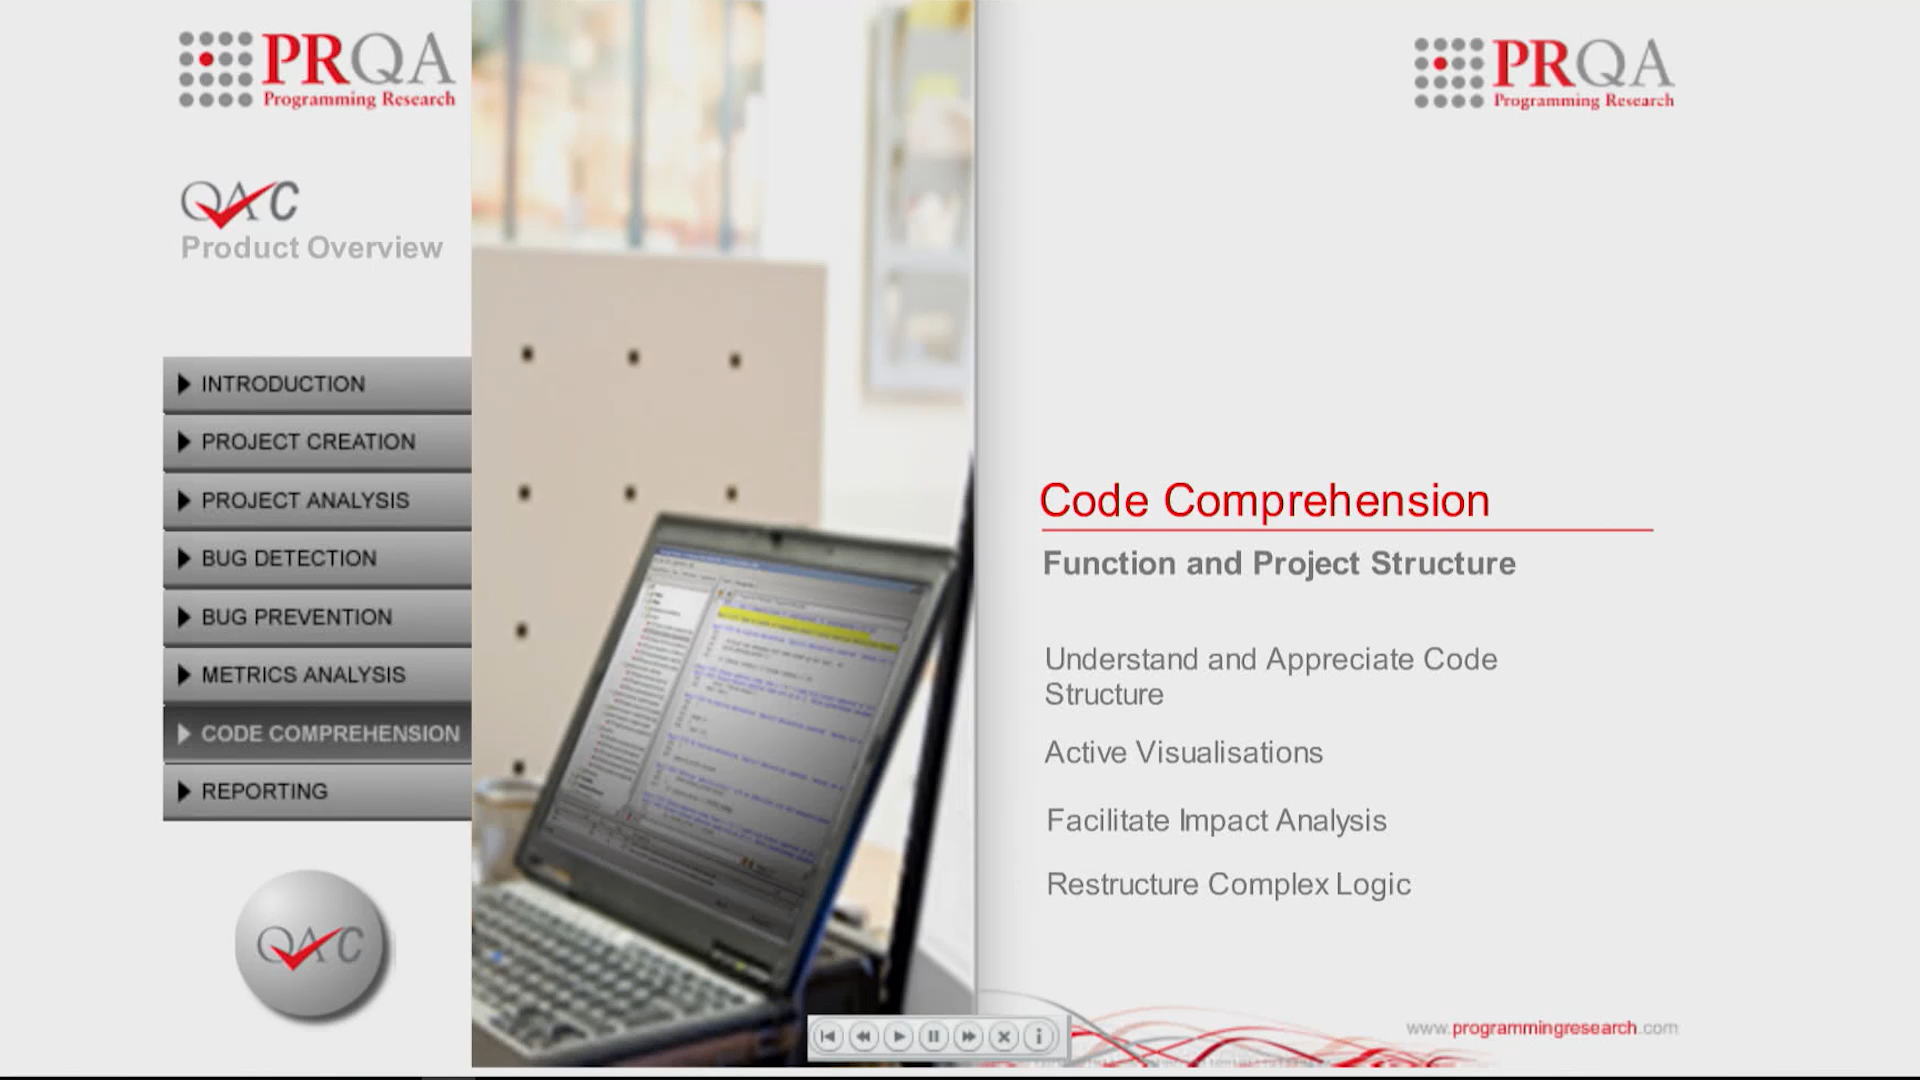 PRQA
Programming Research
QAC
Product Overview
INTRODUCTION
PROJECT CREATION
PROJECT ANALYSIS
BUG DETECTION
BUG PREVENTION
METRICS ANALYSIS
CODE COMPREHENSION
REPORTING
QAC
PRQA
Programming Research
Code Comprehension
Function and Project Structure
Understand and Appreciate Code
Structure
Active Visualisations
Facilitate Impact Analysis
Restructure Complex Logic
www.programmingresearch.com